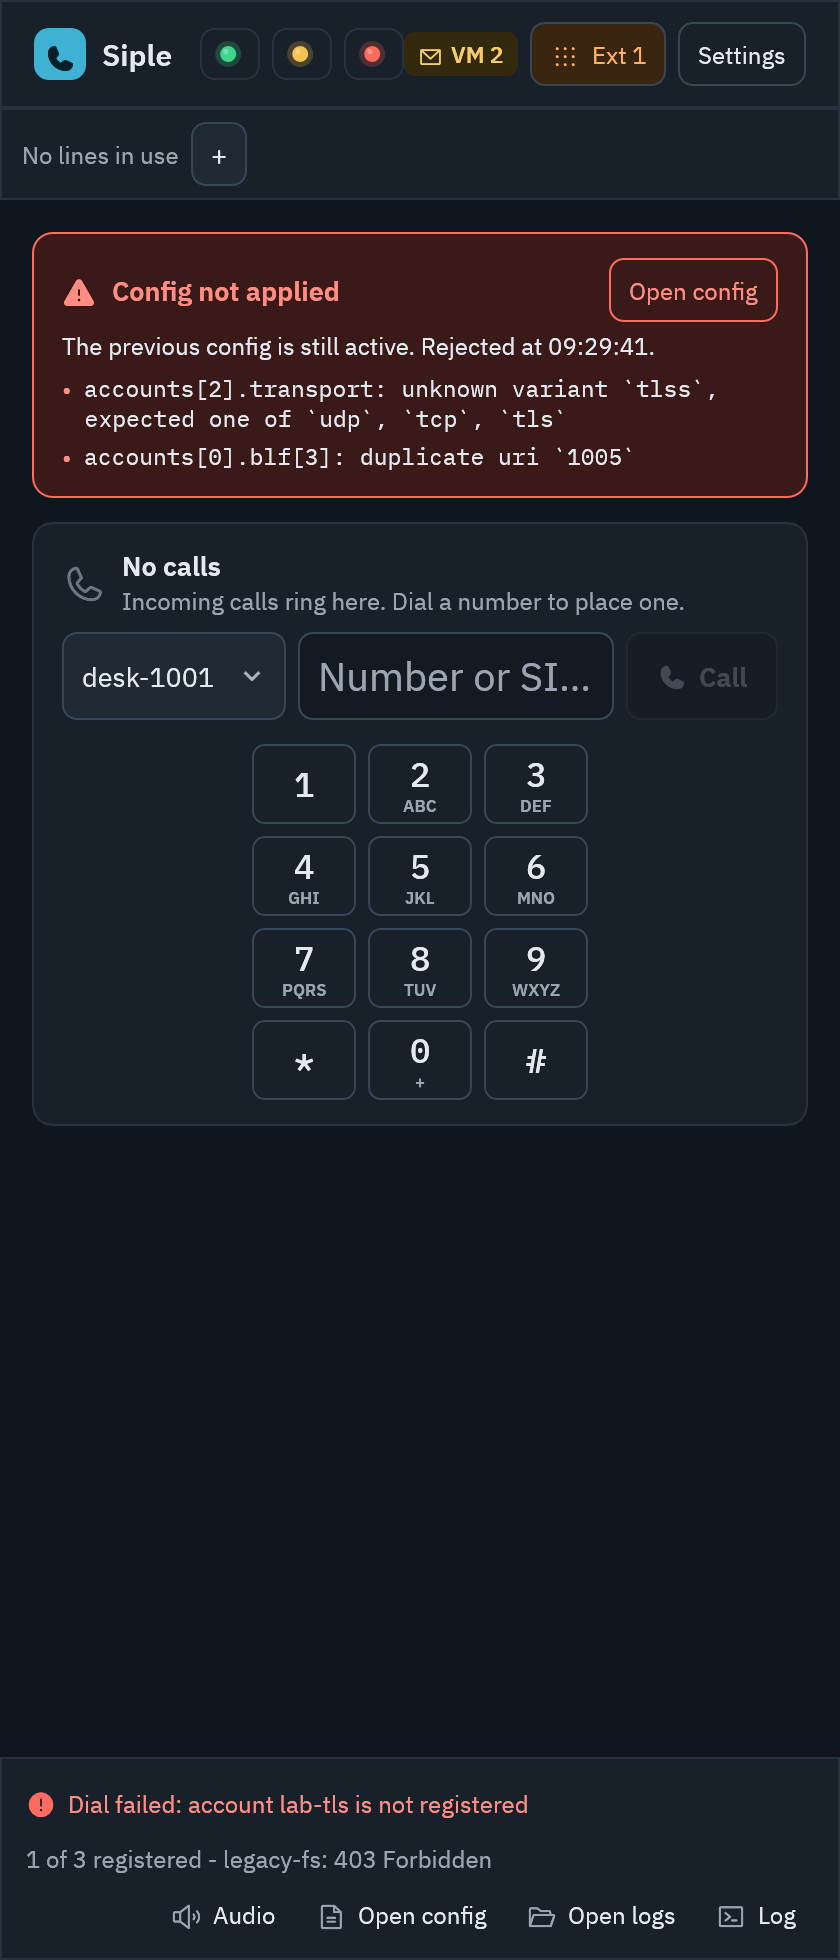 Siple
VM 2
Ext 1
Settings
No lines in use
+
Config not applied
Open config
The previous config is still active. Rejected at 09:29:41.
• accounts[2].transport: unknown variant `tlss`,
expected one of `udp`, `tcp`, `tls`
• accounts[0].blf[3]: duplicate uri `1005`
No calls
Incoming calls ring here. Dial a number to place one.
desk-1001
Number or SI...
Call
1
2
ABC
3
DEF
4
GHI
5
JKL
6
MNO
7
PQRS
8
TUV
9
WXYZ
*
0
+
#
Dial failed: account lab-tls is not registered
1 of 3 registered - legacy-fs: 403 Forbidden
Audio
Open config
Open logs
Log